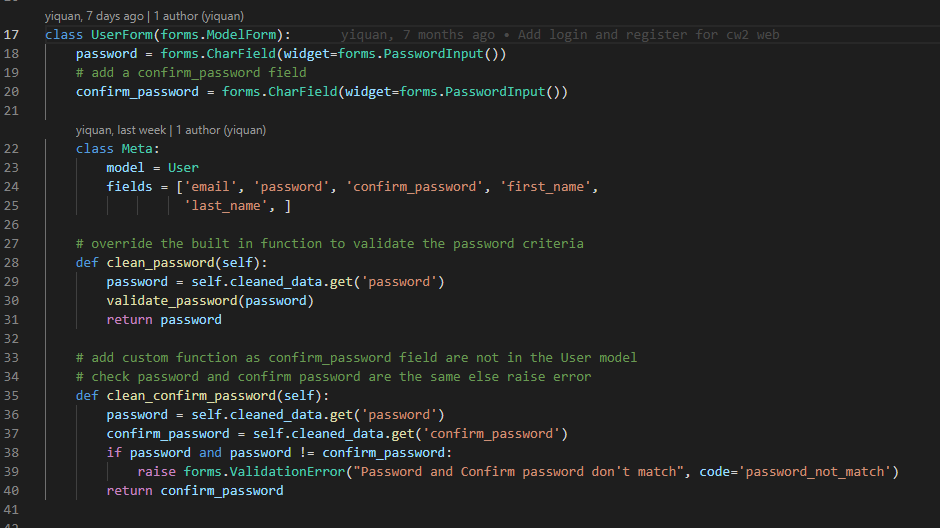 yiquan, 7 days ago | 1 author (yiquan)
17 class UserForm(forms.ModelForm): yiquan, 7 months ago • Add login and register for cw2 web
18 password = forms.CharField(widget=forms.PasswordInput())
19 # add a confirm_password field
20 confirm_password = forms.CharField(widget=forms.PasswordInput())
21
yiquan, last week | 1 author (yiquan)
22 class Meta:
23 model = User
24 fields = ['email', 'password', 'confirm_password', 'first_name',
25 'last_name', ]
26
27 # override the built in function to validate the password criteria
28 def clean_password(self):
29 password = self.cleaned_data.get('password')
30 validate_password(password)
31 return password
32
33 # add custom function as confirm_password field are not in the User model
34 # check password and confirm password are the same else raise error
35 def clean_confirm_password(self):
36 password = self.cleaned_data.get('password')
37 confirm_password = self.cleaned_data.get('confirm_password')
38 if password and password != confirm_password:
39 raise forms.ValidationError("Password and Confirm password don't match", code='password_not_match')
40 return confirm_password
41